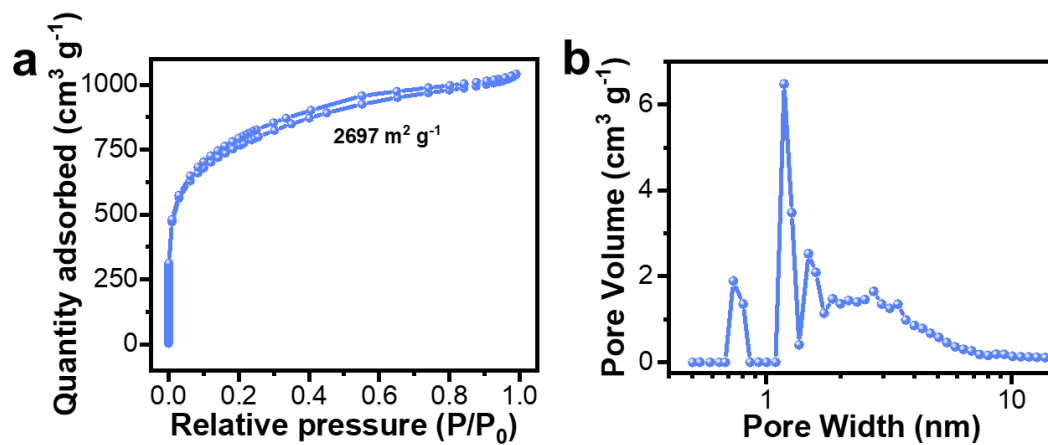 a
Quantity adsorbed (cm³ g⁻¹)
1000
750
500
250
0
2697 m² g⁻¹
0.0 0.2 0.4 0.6 0.8 1.0
Relative pressure (P/P₀)
b
Pore Volume (cm³ g⁻¹)
6
4
2
0
1 10
Pore Width (nm)